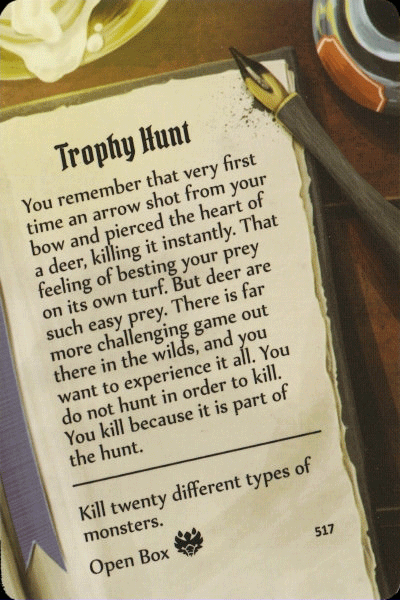 Trophy Hunt
You remember that very first
time an arrow shot from your
bow and pierced the heart of
a deer, killing it instantly. That
feeling of besting your prey
on its own turf. But deer are
such easy prey. There is far
more challenging game out
there in the wilds, and you
want to experience it all. You
do not hunt in order to kill.
You kill because it is part of
the hunt.
Kill twenty different types of
monsters.
Open Box
517